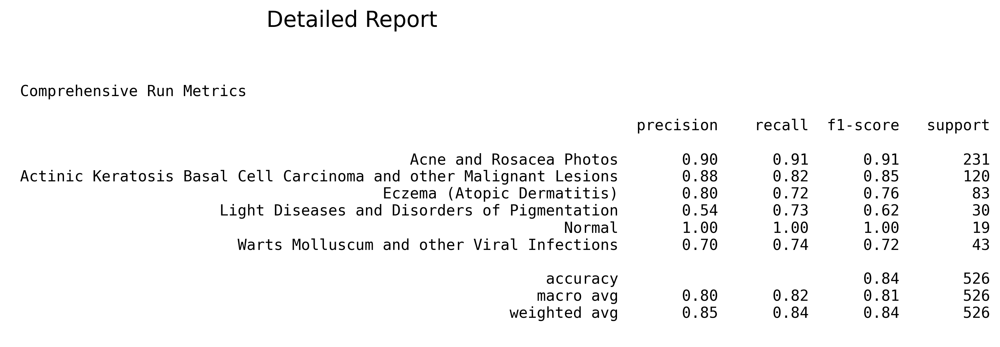 Detailed Report
Comprehensive Run Metrics
precision recall f1-score support
Acne and Rosacea Photos 0.90 0.91 0.91 231
Actinic Keratosis Basal Cell Carcinoma and other Malignant Lesions 0.88 0.82 0.85 120
Eczema (Atopic Dermatitis) 0.80 0.72 0.76 83
Light Diseases and Disorders of Pigmentation 0.54 0.73 0.62 30
Normal 1.00 1.00 1.00 19
Warts Molluscum and other Viral Infections 0.70 0.74 0.72 43
accuracy 0.84 526
macro avg 0.80 0.82 0.81 526
weighted avg 0.85 0.84 0.84 526